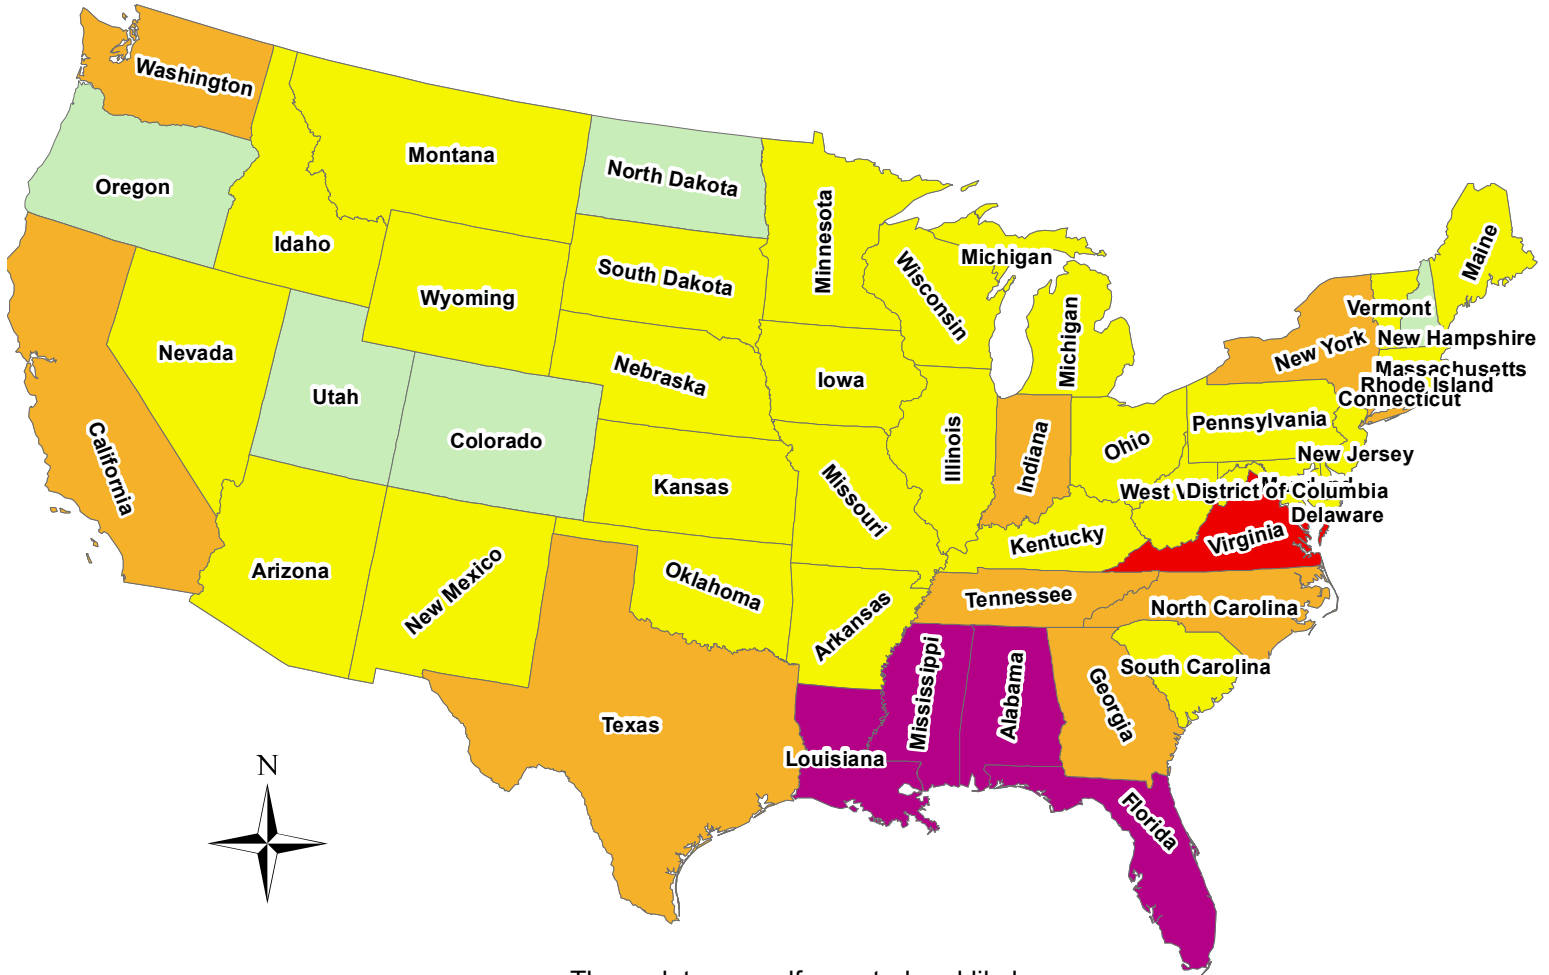 Washington
Montana
North Dakota
Oregon
Minnesota
Idaho
Maine
Michigan
South Dakota
Wisconsin
Wyoming
Vermont
Michigan
New Hampshire
Nevada
New York
Massachusetts
Nebraska
Iowa
Rhode Island
Utah
Connecticut
Pennsylvania
Colorado
Ohio
Illinois
New Jersey
California
Indiana
Kansas
West V
District of Columbia
Missouri
Delaware
Virginia
Kentucky
Arizona
Oklahoma
New Mexico
Tennessee
North Carolina
Arkansas
South Carolina
Mississippi
Alabama
Georgia
Texas
Louisiana
N
Florida